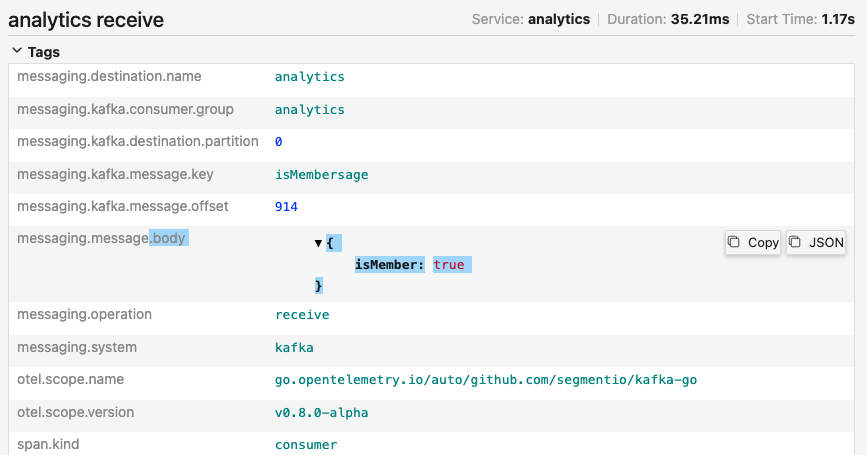 analytics receive
Service: analytics | Duration: 35.21ms | Start Time: 1.17s
Tags
messaging.destination.name analytics
messaging.kafka.consumer.group analytics
messaging.kafka.destination.partition 0
messaging.kafka.message.key isMembersage
messaging.kafka.message.offset 914
messaging.message.body { Copy JSON
isMember: true
}
messaging.operation receive
messaging.system kafka
otel.scope.name go.opentelemetry.io/auto/github.com/segmentio/kafka-go
otel.scope.version v0.8.0-alpha
span.kind consumer